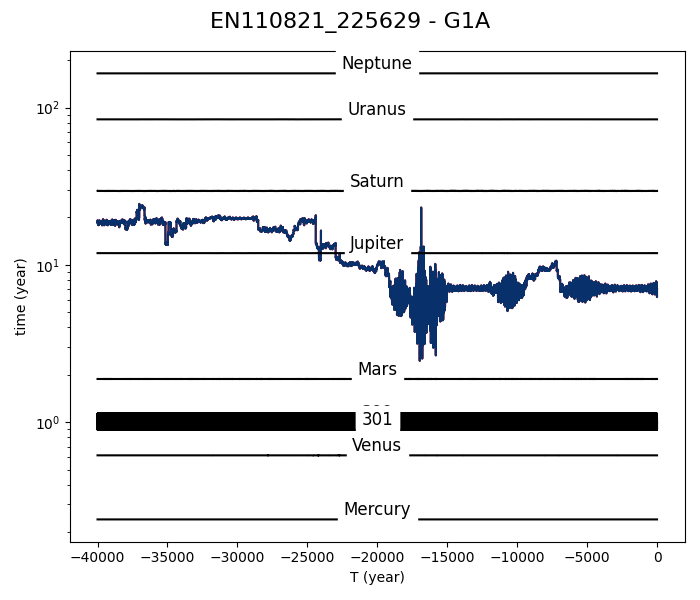 EN110821_225629 - G1A
Neptune
10²
Uranus
Saturn
Jupiter
10¹
time (year)
Mars
10⁰
301
Venus
Mercury
−40000 −35000 −30000 −25000 −20000 −15000 −10000 −5000 0
T (year)